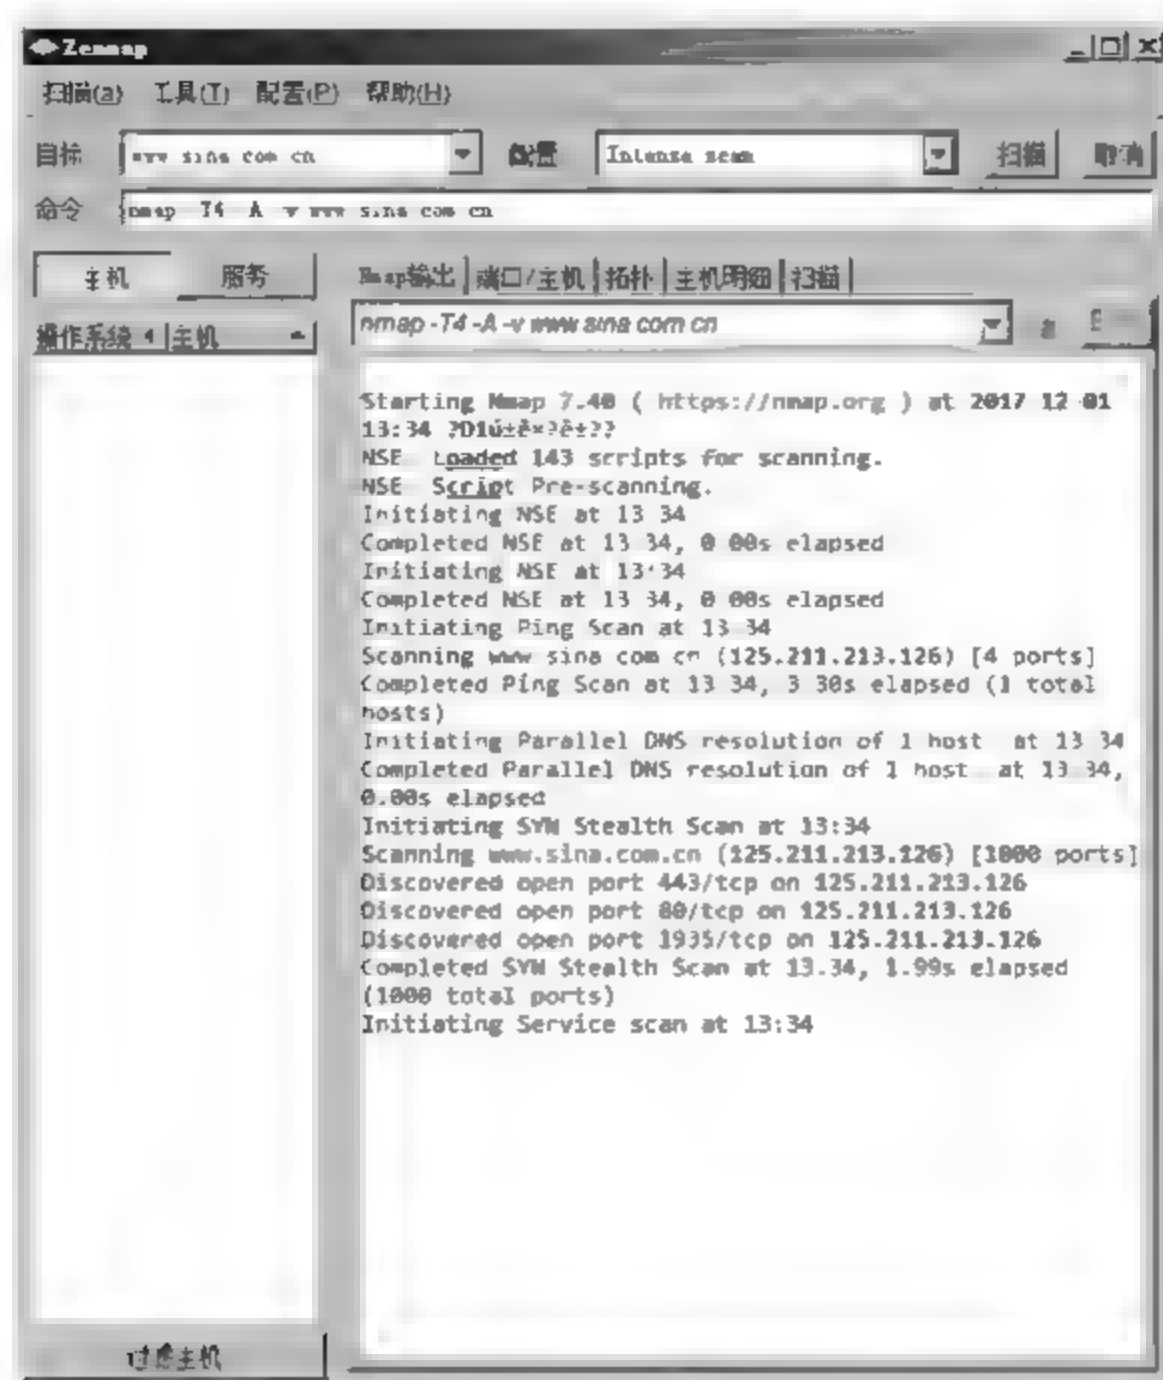 Zenmap
扫描(a) 工具(T) 配置(P) 帮助(H)
目标 www sina com cn 配置 Intense scan 扫描 取消
命令 nmap T4 A v www sina com cn
主机 服务 Nmap输出 端口/主机 拓扑 主机明细 扫描
操作系统 主机 nmap -T4 -A -v www sina com cn
Starting Nmap 7.40 ( https://nmap.org ) at 2017 12 01
13:34
NSE Loaded 143 scripts for scanning.
NSE Script Pre-scanning.
Initiating NSE at 13 34
Completed NSE at 13 34, 0 00s elapsed
Initiating NSE at 13:34
Completed NSE at 13 34, 0 00s elapsed
Initiating Ping Scan at 13 34
Scanning www sina com cn (125.211.213.126) [4 ports]
Completed Ping Scan at 13 34, 3 30s elapsed (1 total
hosts)
Initiating Parallel DNS resolution of 1 host at 13 34
Completed Parallel DNS resolution of 1 host at 13 34,
0.00s elapsed
Initiating SYN Stealth Scan at 13:34
Scanning www.sina.com.cn (125.211.213.126) [1000 ports]
Discovered open port 443/tcp on 125.211.213.126
Discovered open port 80/tcp on 125.211.213.126
Discovered open port 1935/tcp on 125.211.213.126
Completed SYN Stealth Scan at 13.34, 1.99s elapsed
(1000 total ports)
Initiating Service scan at 13:34
过滤主机